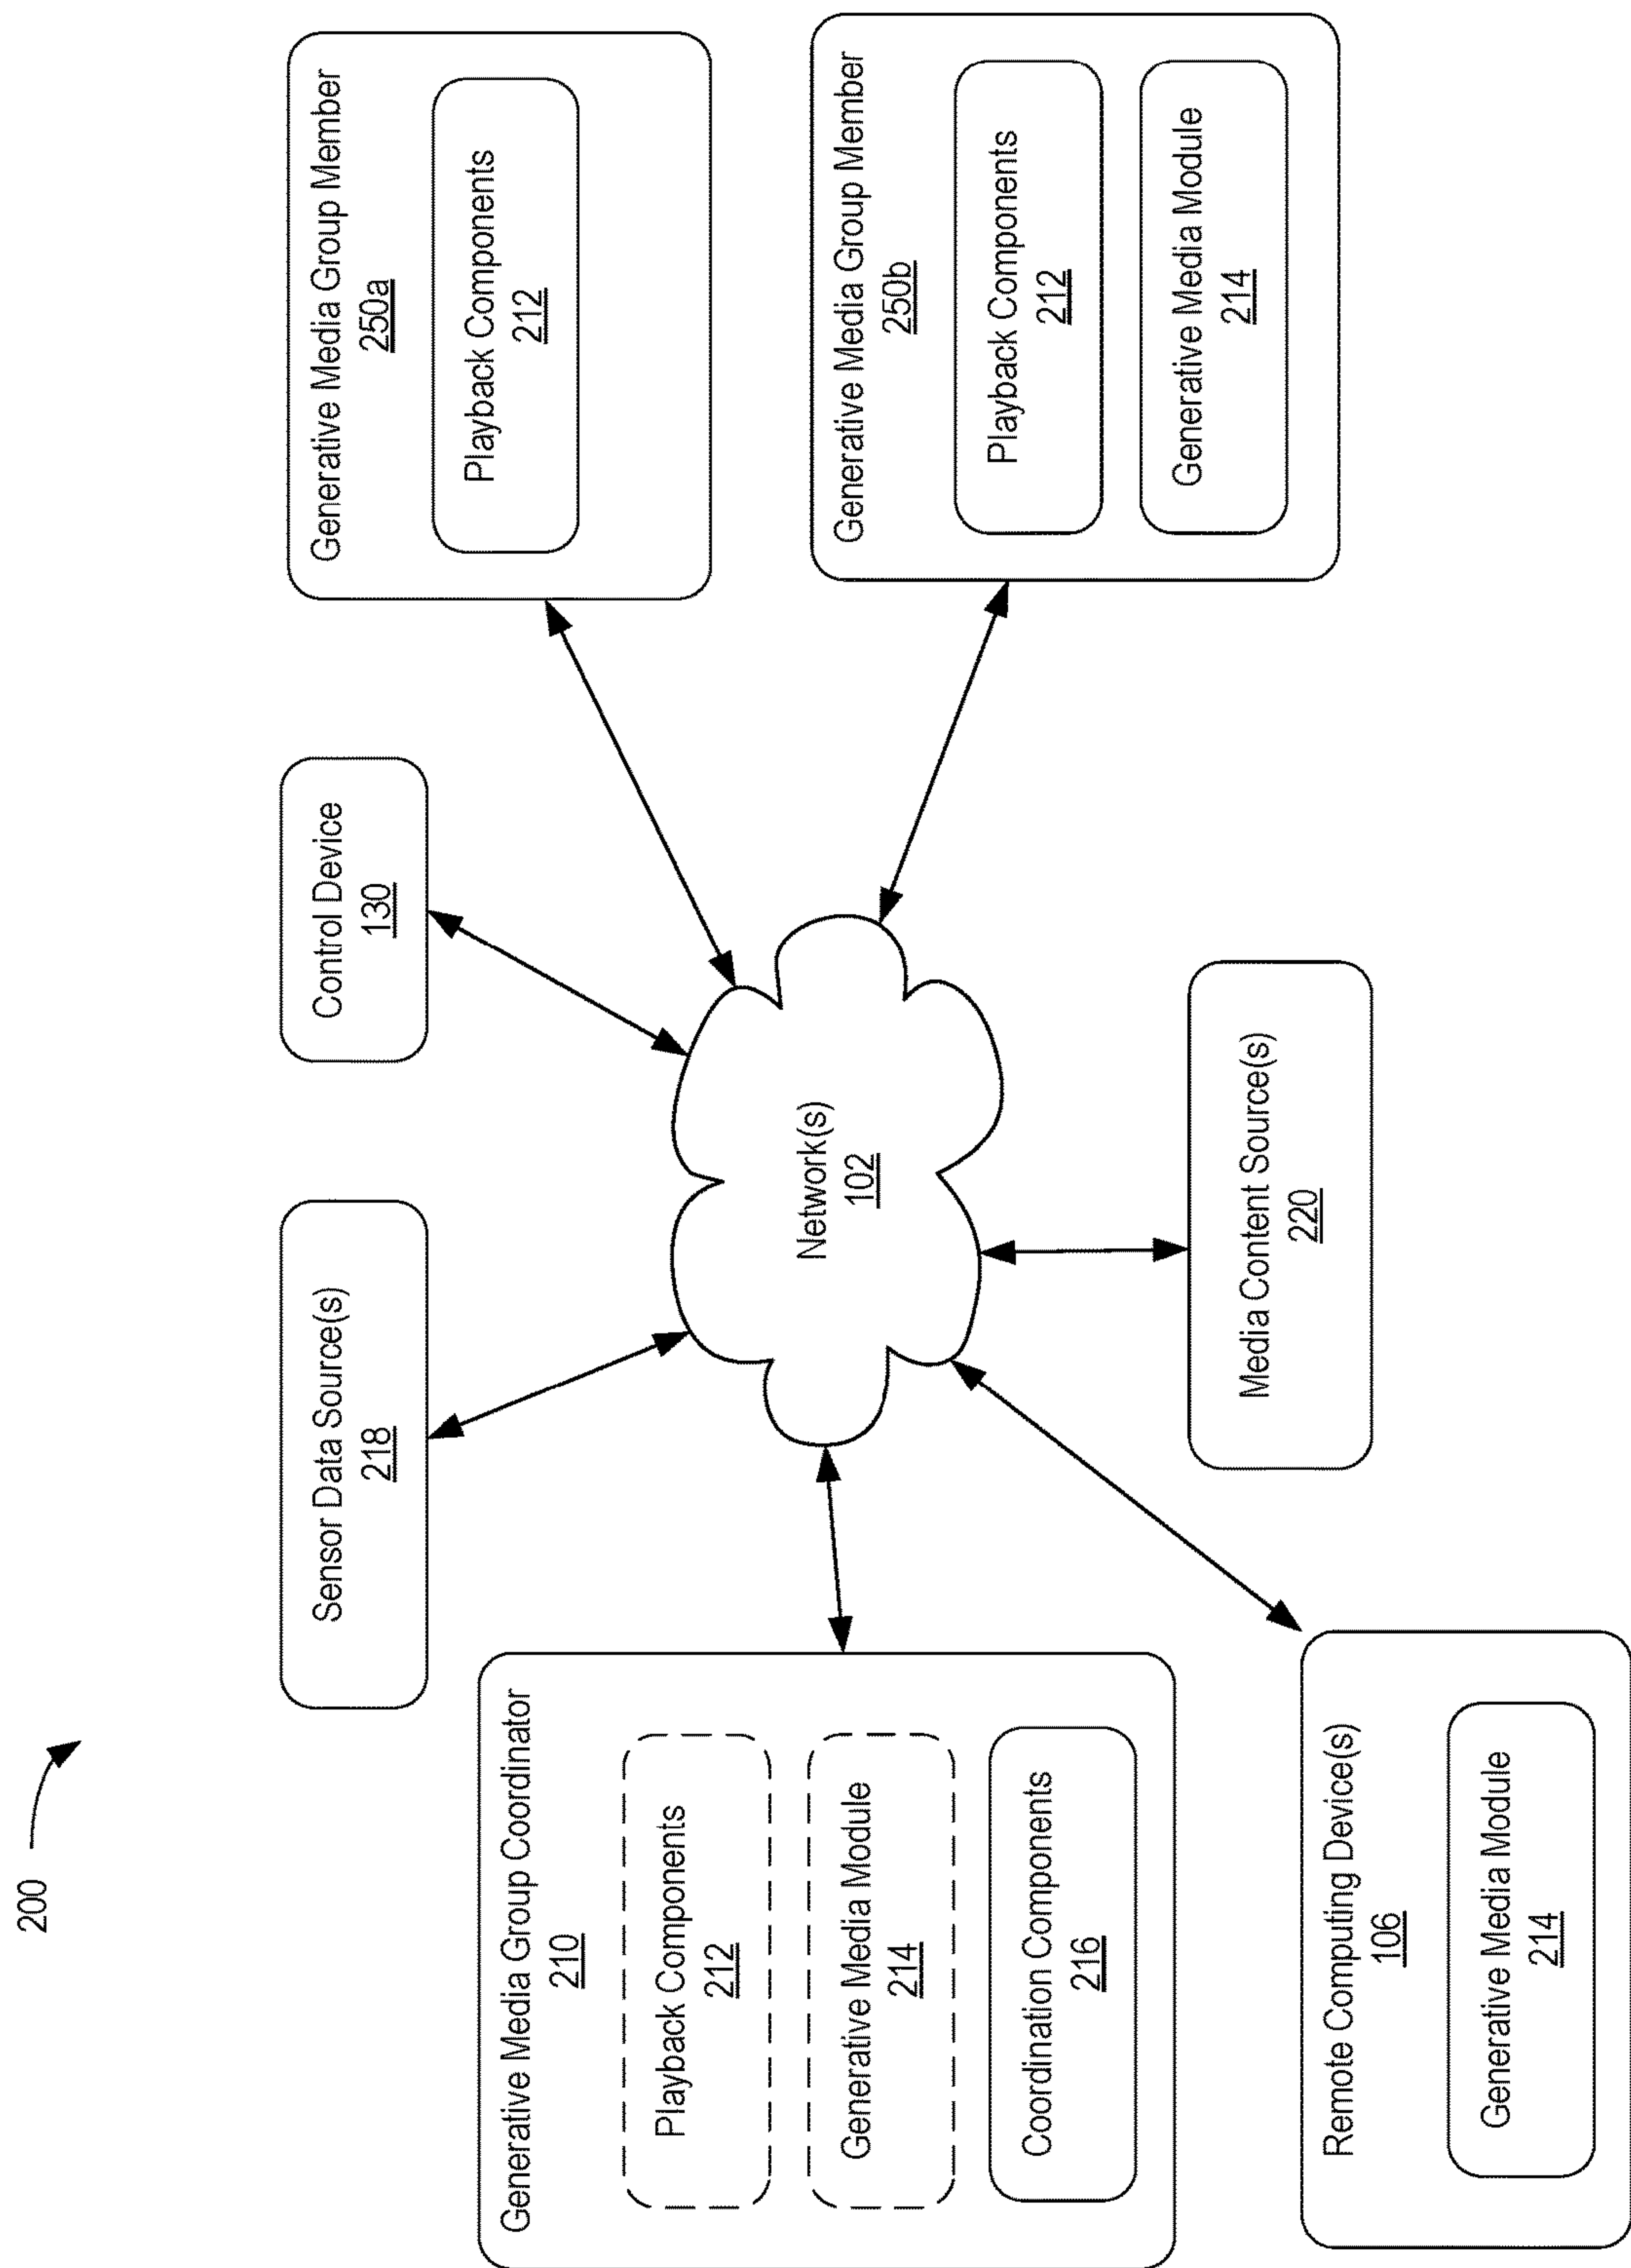 200
Sensor Data Source(s)
218
Control Device
130
Generative Media Group Member
250a
Playback Components
212
Generative Media Group Coordinator
210
Playback Components
212
Generative Media Module
214
Coordination Components
216
Network(s)
102
Generative Media Group Member
250b
Playback Components
212
Generative Media Module
214
Remote Computing Device(s)
106
Generative Media Module
214
Media Content Source(s)
220